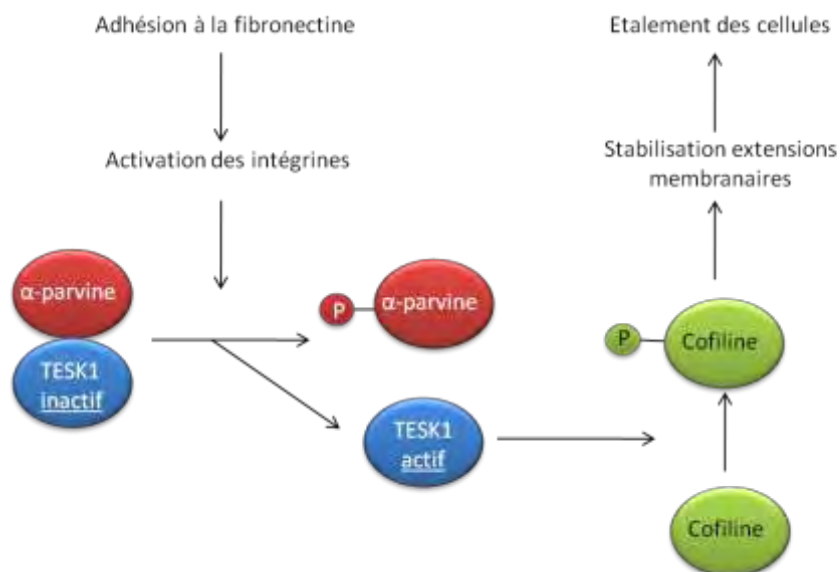 Adhésion à la fibronectine
Activation des intégrines
α-parvine
TESK1
inactif
P
α-parvine
TESK1
actif
Etalement des cellules
Stabilisation extensions
membranaires
P
Cofiline
Cofiline